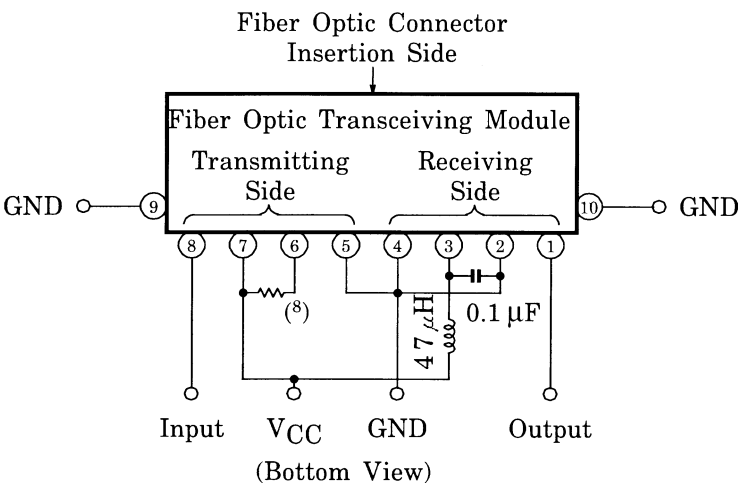 Fiber Optic Connector
Insertion Side
Fiber Optic Transceiving Module
Transmitting
Side
Receiving
Side
GND
9
10
GND
8
7
6
5
4
3
2
1
(8)
47 μH
0.1 μF
Input
VCC
GND
Output
(Bottom View)